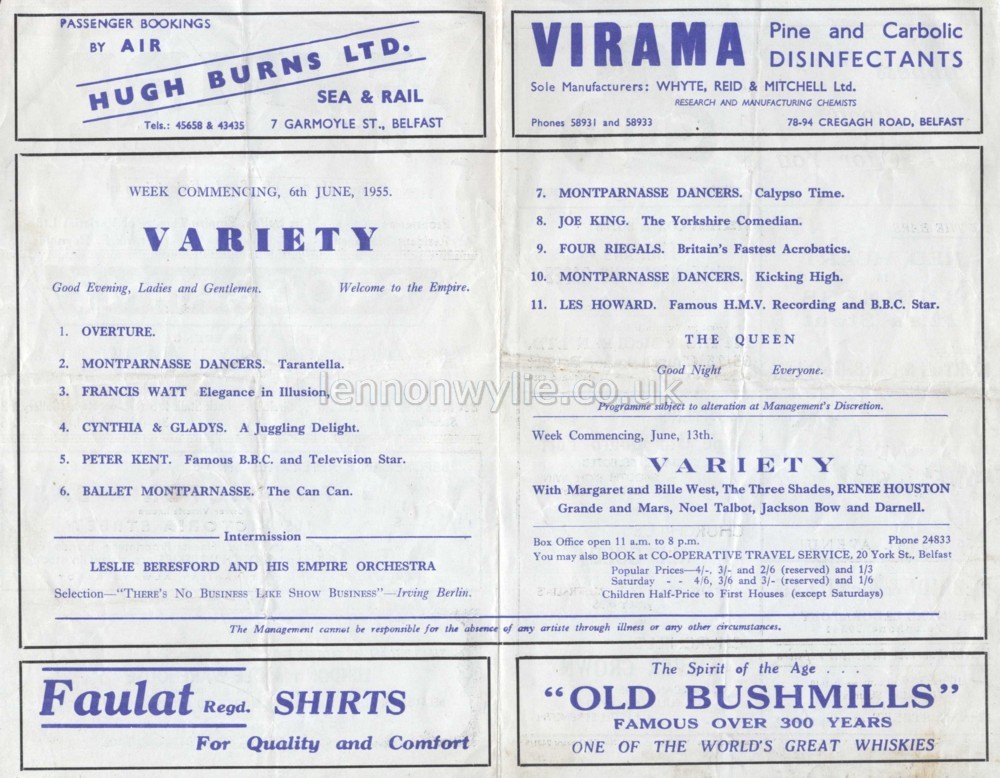 PASSENGER BOOKINGS
BY AIR
HUGH BURNS LTD.
SEA & RAIL
Tels.: 45658 & 43435 7 GARMOYLE ST., BELFAST
VIRAMA Pine and Carbolic
DISINFECTANTS
Sole Manufacturers: WHYTE, REID & MITCHELL Ltd.
RESEARCH AND MANUFACTURING CHEMISTS
Phones 58931 and 58933 78-94 CREGAGH ROAD, BELFAST
WEEK COMMENCING, 6th JUNE, 1955.
VARIETY
Good Evening, Ladies and Gentlemen. Welcome to the Empire.
1. OVERTURE.
2. MONTPARNASSE DANCERS. Tarantella.
3. FRANCIS WATT Elegance in Illusion,
4. CYNTHIA & GLADYS. A Juggling Delight.
5. PETER KENT. Famous B.B.C. and Television Star.
6. BALLET MONTPARNASSE. The Can Can.
Intermission
LESLIE BERESFORD AND HIS EMPIRE ORCHESTRA
Selection—"THERE'S NO BUSINESS LIKE SHOW BUSINESS"—Irving Berlin.
7. MONTPARNASSE DANCERS. Calypso Time.
8. JOE KING. The Yorkshire Comedian.
9. FOUR RIEGALS. Britain's Fastest Acrobatics.
10. MONTPARNASSE DANCERS. Kicking High.
11. LES HOWARD. Famous H.M.V. Recording and B.B.C. Star.
THE QUEEN
Good Night Everyone.
Programme subject to alteration at Management's Discretion.
Week Commencing, June, 13th.
VARIETY
With Margaret and Bille West, The Three Shades, RENEE HOUSTON
Grande and Mars, Noel Talbot, Jackson Bow and Darnell.
Box Office open 11 a.m. to 8 p.m. Phone 24833
You may also BOOK at CO-OPERATIVE TRAVEL SERVICE, 20 York St., Belfast
Popular Prices—4/-. 3/- and 2/6 (reserved) and 1/3
Saturday - - 4/6, 3/6 and 3/- (reserved) and 1/6
Children Half-Price to First Houses (except Saturdays)
The Management cannot be responsible for the absence of any artiste through illness or any other circumstances.
lennonwylie.co.uk
Faulat Regd. SHIRTS
For Quality and Comfort
The Spirit of the Age . . .
"OLD BUSHMILLS"
FAMOUS OVER 300 YEARS
ONE OF THE WORLD'S GREAT WHISKIES